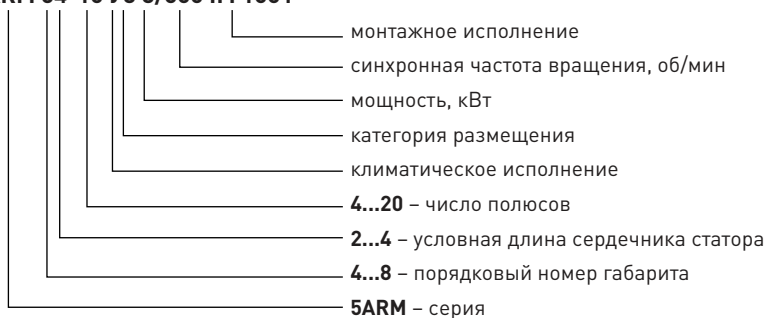 монтажное исполнение
синхронная частота вращения, об/мин
мощность, кВт
категория размещения
климатическое исполнение
4...20 – число полюсов
2...4 – условная длина сердечника статора
4...8 – порядковый номер габарита
5ARM – серия